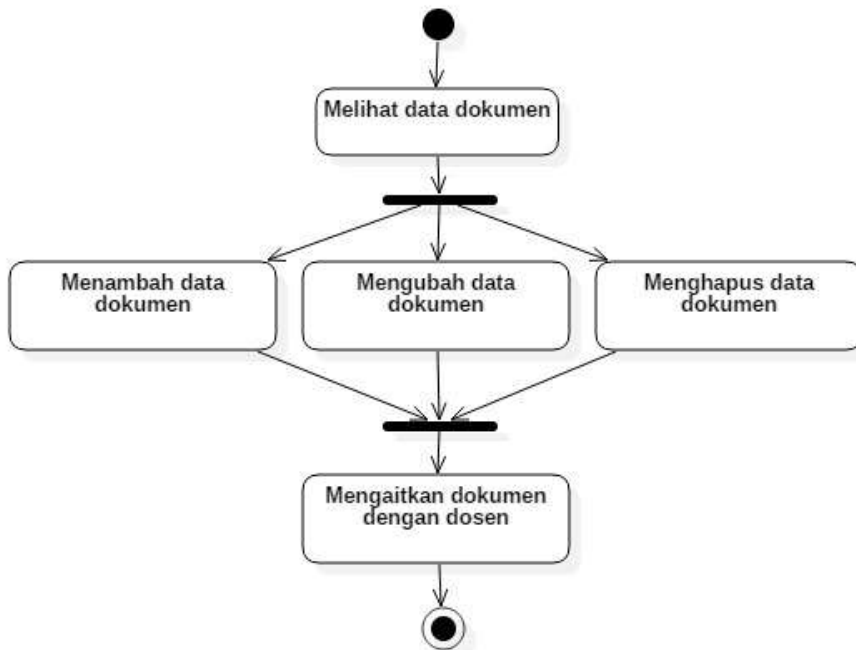 Melihat data dokumen
Menambah data
dokumen
Mengubah data
dokumen
Menghapus data
dokumen
Mengaitkan dokumen
dengan dosen